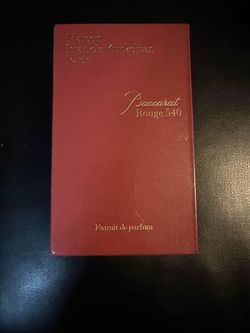 Maison
Francis Kurkdjian
Paris
Baccarat
Rouge 540
Extrait de parfum